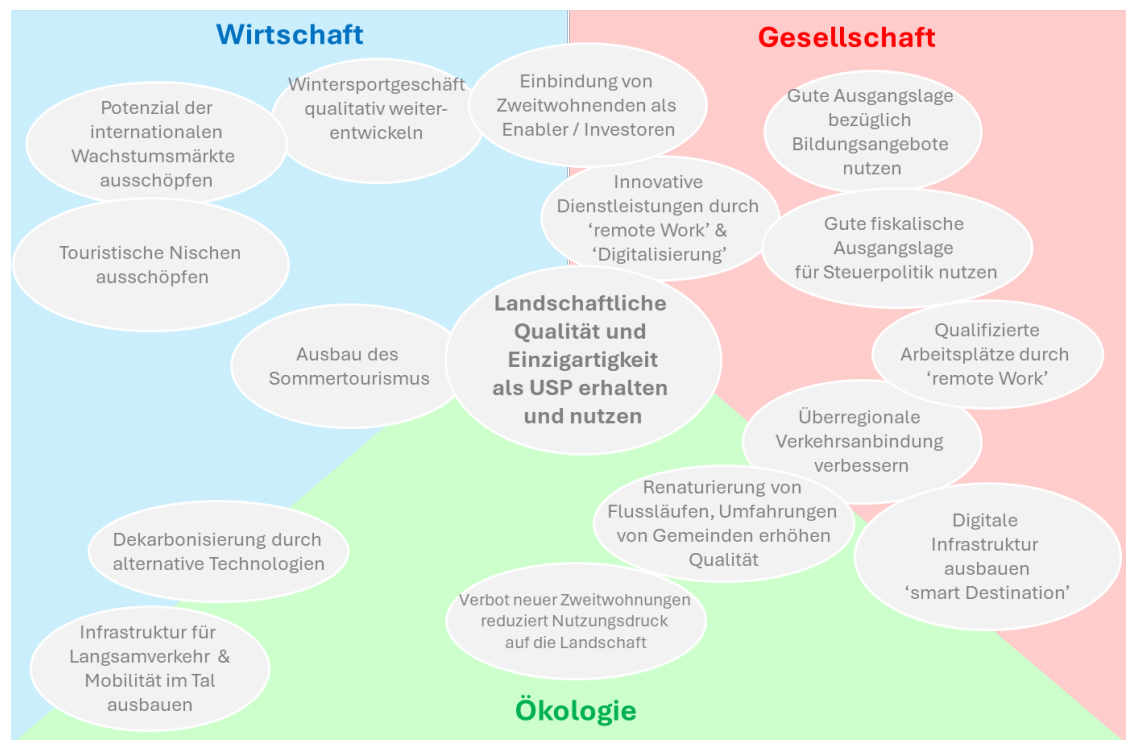 Wirtschaft
Gesellschaft
Potenzial der
internationalen
Wachstumsmärkte
ausschöpfen
Wintersportgeschäft
qualitativ weiter-
entwickeln
Einbindung von
Zweitwohnenden als
Enabler / Investoren
Gute Ausgangslage
bezüglich
Bildungsangebote
nutzen
Innovative
Dienstleistungen durch
‘remote Work’ &
‘Digitalisierung’
Touristische Nischen
ausschöpfen
Gute fiskalische
Ausgangslage
für Steuerpolitik nutzen
Landschaftliche
Qualität und
Einzigartigkeit
als USP erhalten
und nutzen
Ausbau des
Sommertourismus
Qualifizierte
Arbeitsplätze durch
‘remote Work’
Überregionale
Verkehrsanbindung
verbessern
Renaturierung von
Flussläufen, Umfahrungen
von Gemeinden erhöhen
Qualität
Digitale
Infrastruktur
ausbauen
‘smart Destination’
Dekarbonisierung durch
alternative Technologien
Verbot neuer Zweitwohnungen
reduziert Nutzungsdruck
auf die Landschaft
Infrastruktur für
Langsamverkehr &
Mobilität im Tal
ausbauen
Ökologie